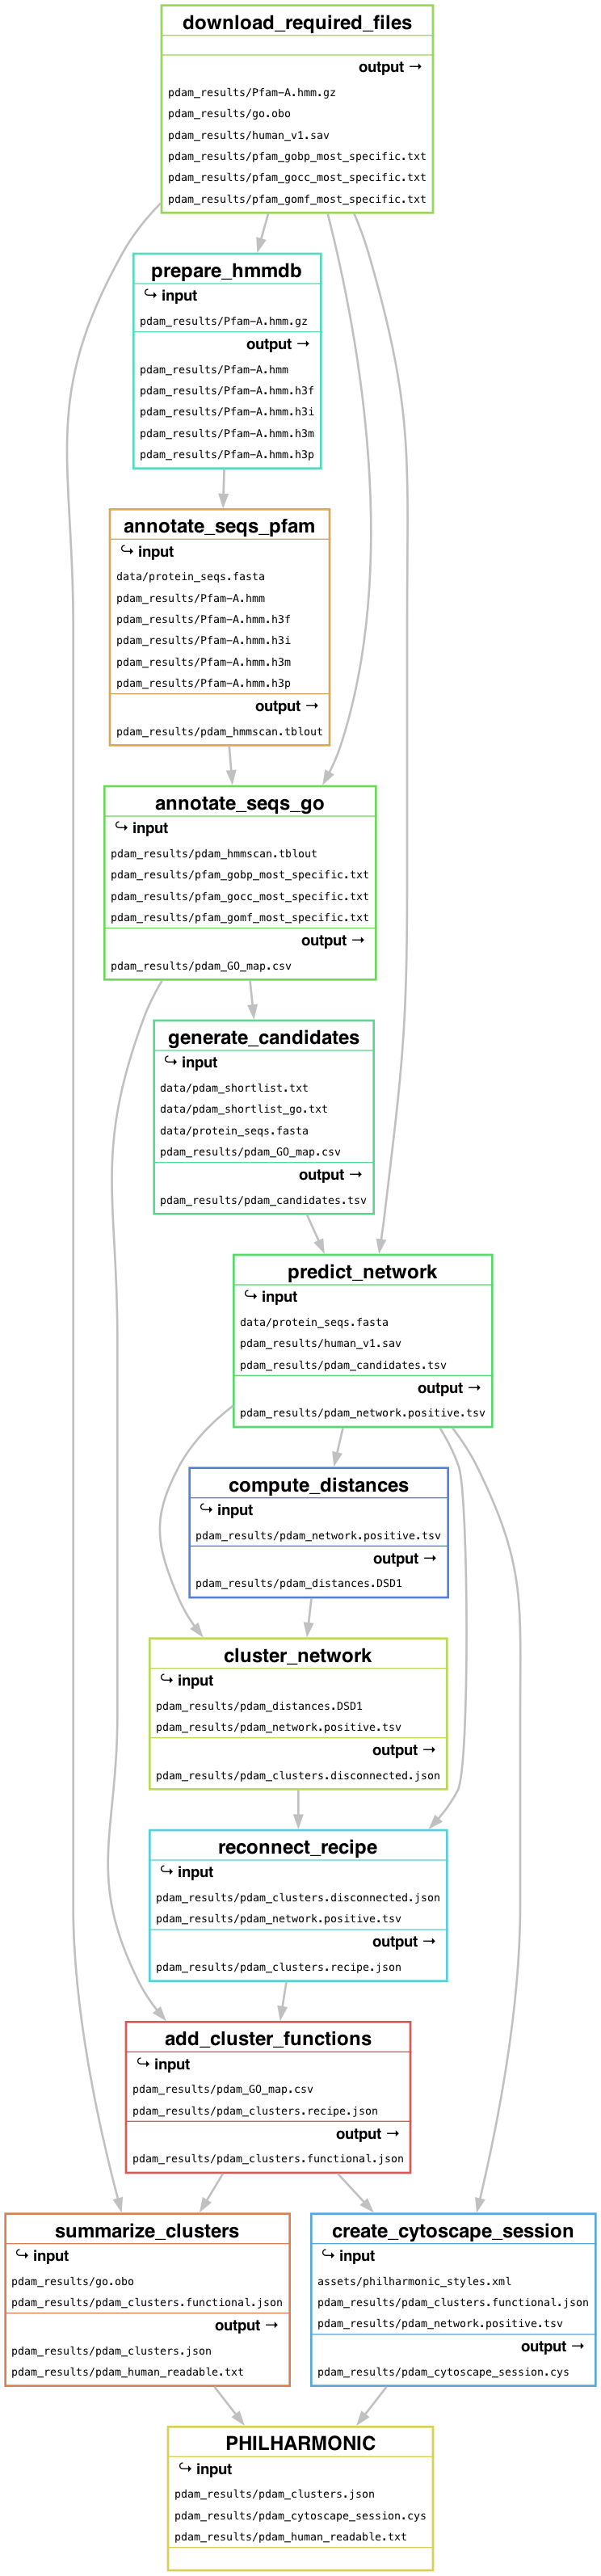 download_required_files
output →
pdam_results/Pfam-A.hmm.gz
pdam_results/go.obo
pdam_results/human_v1.sav
pdam_results/pfam_gobp_most_specific.txt
pdam_results/pfam_gocc_most_specific.txt
pdam_results/pfam_gomf_most_specific.txt
prepare_hmmdb
↪ input
pdam_results/Pfam-A.hmm.gz
output →
pdam_results/Pfam-A.hmm
pdam_results/Pfam-A.hmm.h3f
pdam_results/Pfam-A.hmm.h3i
pdam_results/Pfam-A.hmm.h3m
pdam_results/Pfam-A.hmm.h3p
annotate_seqs_pfam
↪ input
data/protein_seqs.fasta
pdam_results/Pfam-A.hmm
pdam_results/Pfam-A.hmm.h3f
pdam_results/Pfam-A.hmm.h3i
pdam_results/Pfam-A.hmm.h3m
pdam_results/Pfam-A.hmm.h3p
output →
pdam_results/pdam_hmmscan.tblout
annotate_seqs_go
↪ input
pdam_results/pdam_hmmscan.tblout
pdam_results/pfam_gobp_most_specific.txt
pdam_results/pfam_gocc_most_specific.txt
pdam_results/pfam_gomf_most_specific.txt
output →
pdam_results/pdam_GO_map.csv
generate_candidates
↪ input
data/pdam_shortlist.txt
data/pdam_shortlist_go.txt
data/protein_seqs.fasta
pdam_results/pdam_GO_map.csv
output →
pdam_results/pdam_candidates.tsv
predict_network
↪ input
data/protein_seqs.fasta
pdam_results/human_v1.sav
pdam_results/pdam_candidates.tsv
output →
pdam_results/pdam_network.positive.tsv
compute_distances
↪ input
pdam_results/pdam_network.positive.tsv
output →
pdam_results/pdam_distances.DSD1
cluster_network
↪ input
pdam_results/pdam_distances.DSD1
pdam_results/pdam_network.positive.tsv
output →
pdam_results/pdam_clusters.disconnected.json
reconnect_recipe
↪ input
pdam_results/pdam_clusters.disconnected.json
pdam_results/pdam_network.positive.tsv
output →
pdam_results/pdam_clusters.recipe.json
add_cluster_functions
↪ input
pdam_results/pdam_GO_map.csv
pdam_results/pdam_clusters.recipe.json
output →
pdam_results/pdam_clusters.functional.json
summarize_clusters
↪ input
pdam_results/go.obo
pdam_results/pdam_clusters.functional.json
output →
pdam_results/pdam_clusters.json
pdam_results/pdam_human_readable.txt
create_cytoscape_session
↪ input
assets/philharmonic_styles.xml
pdam_results/pdam_clusters.functional.json
pdam_results/pdam_network.positive.tsv
output →
pdam_results/pdam_cytoscape_session.cys
PHILHARMONIC
↪ input
pdam_results/pdam_clusters.json
pdam_results/pdam_cytoscape_session.cys
pdam_results/pdam_human_readable.txt